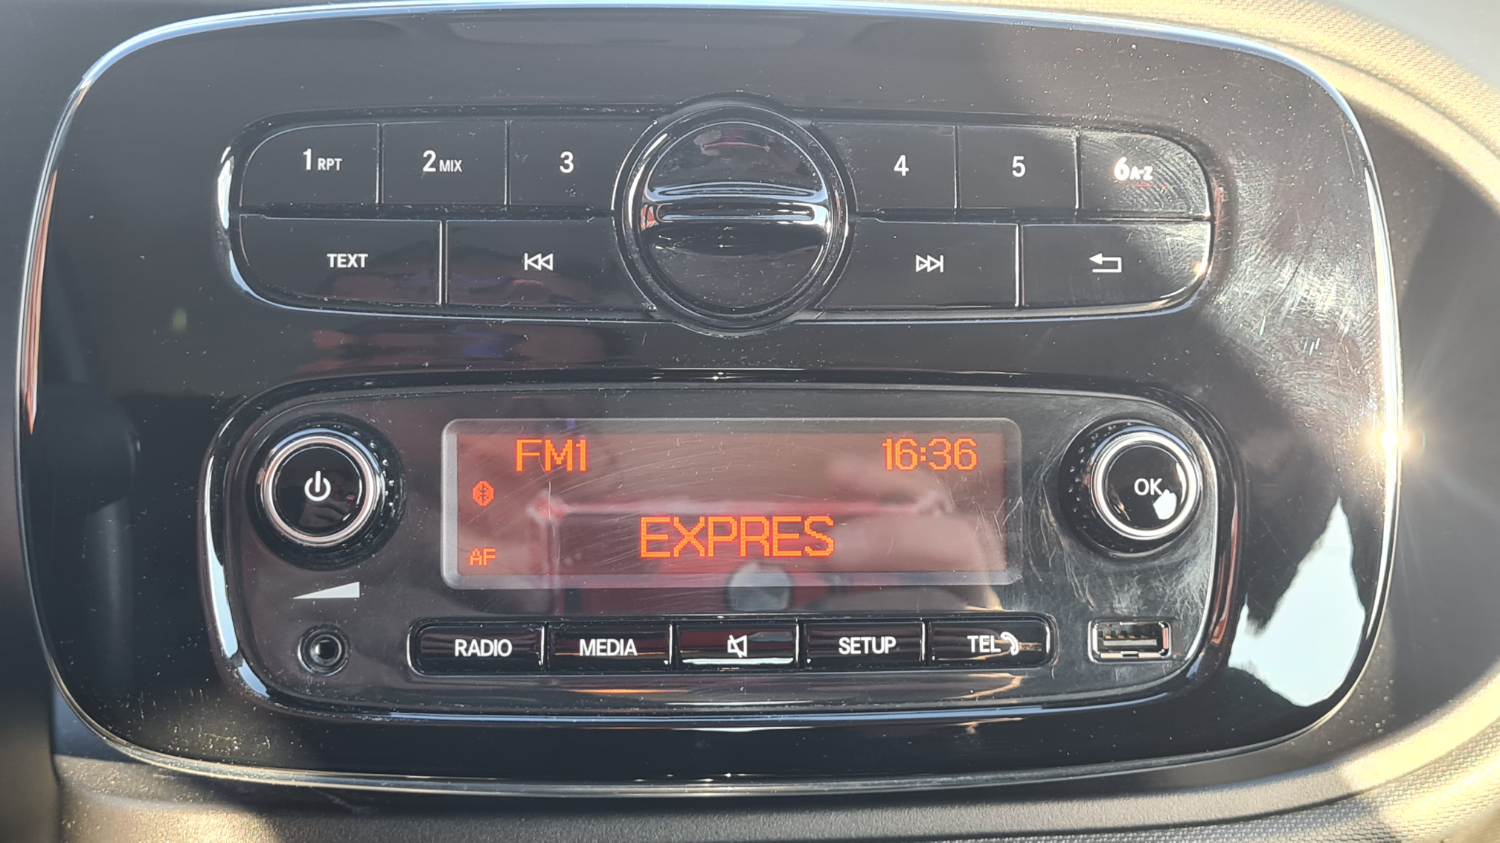 1 RPT 2 MIX 3 4 5 6 A-Z
TEXT
FM1 16:36
EXPRES
AF
OK
RADIO MEDIA SETUP TEL